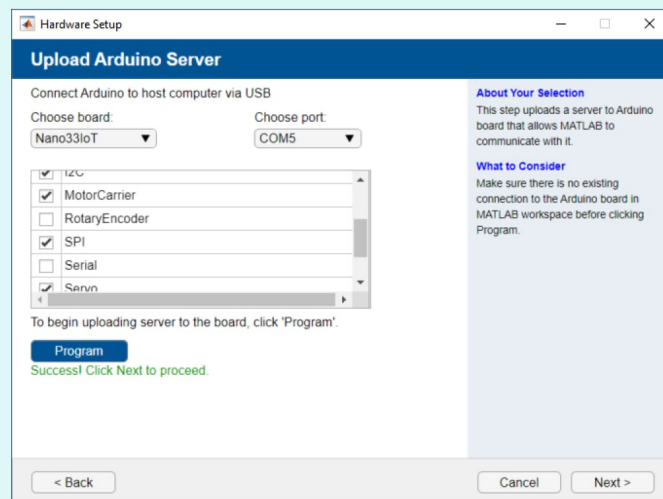 Hardware Setup
Upload Arduino Server
Connect Arduino to host computer via USB
Choose board:
Choose port:
Nano33IoT
COM5
I2C
MotorCarrier
RotaryEncoder
SPI
Serial
Servo
To begin uploading server to the board, click 'Program'.
Program
Success! Click Next to proceed.
About Your Selection
This step uploads a server to Arduino
board that allows MATLAB to
communicate with it.
What to Consider
Make sure there is no existing
connection to the Arduino board in
MATLAB workspace before clicking
Program.
< Back
Cancel
Next >